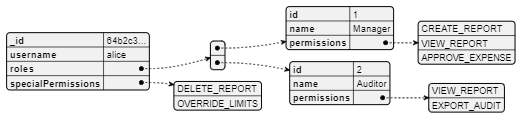 _id 64b2c3...
username alice
roles
specialPermissions
DELETE_REPORT
OVERRIDE_LIMITS
id 1
name Manager
permissions
CREATE_REPORT
VIEW_REPORT
APPROVE_EXPENSE
id 2
name Auditor
permissions
VIEW_REPORT
EXPORT_AUDIT